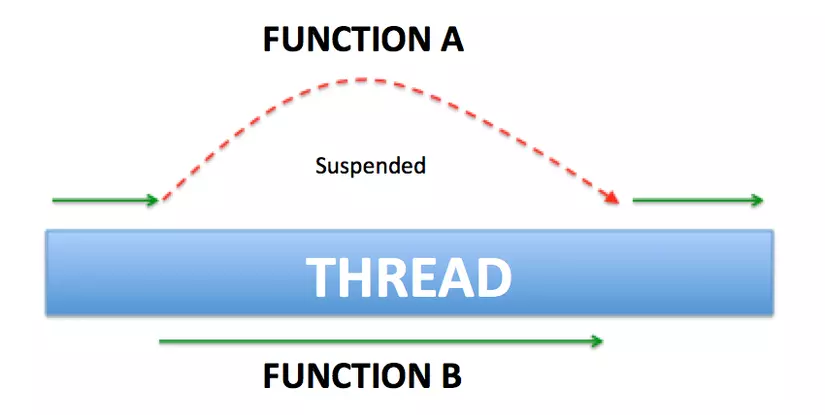 FUNCTION A
Suspended
THREAD
FUNCTION B